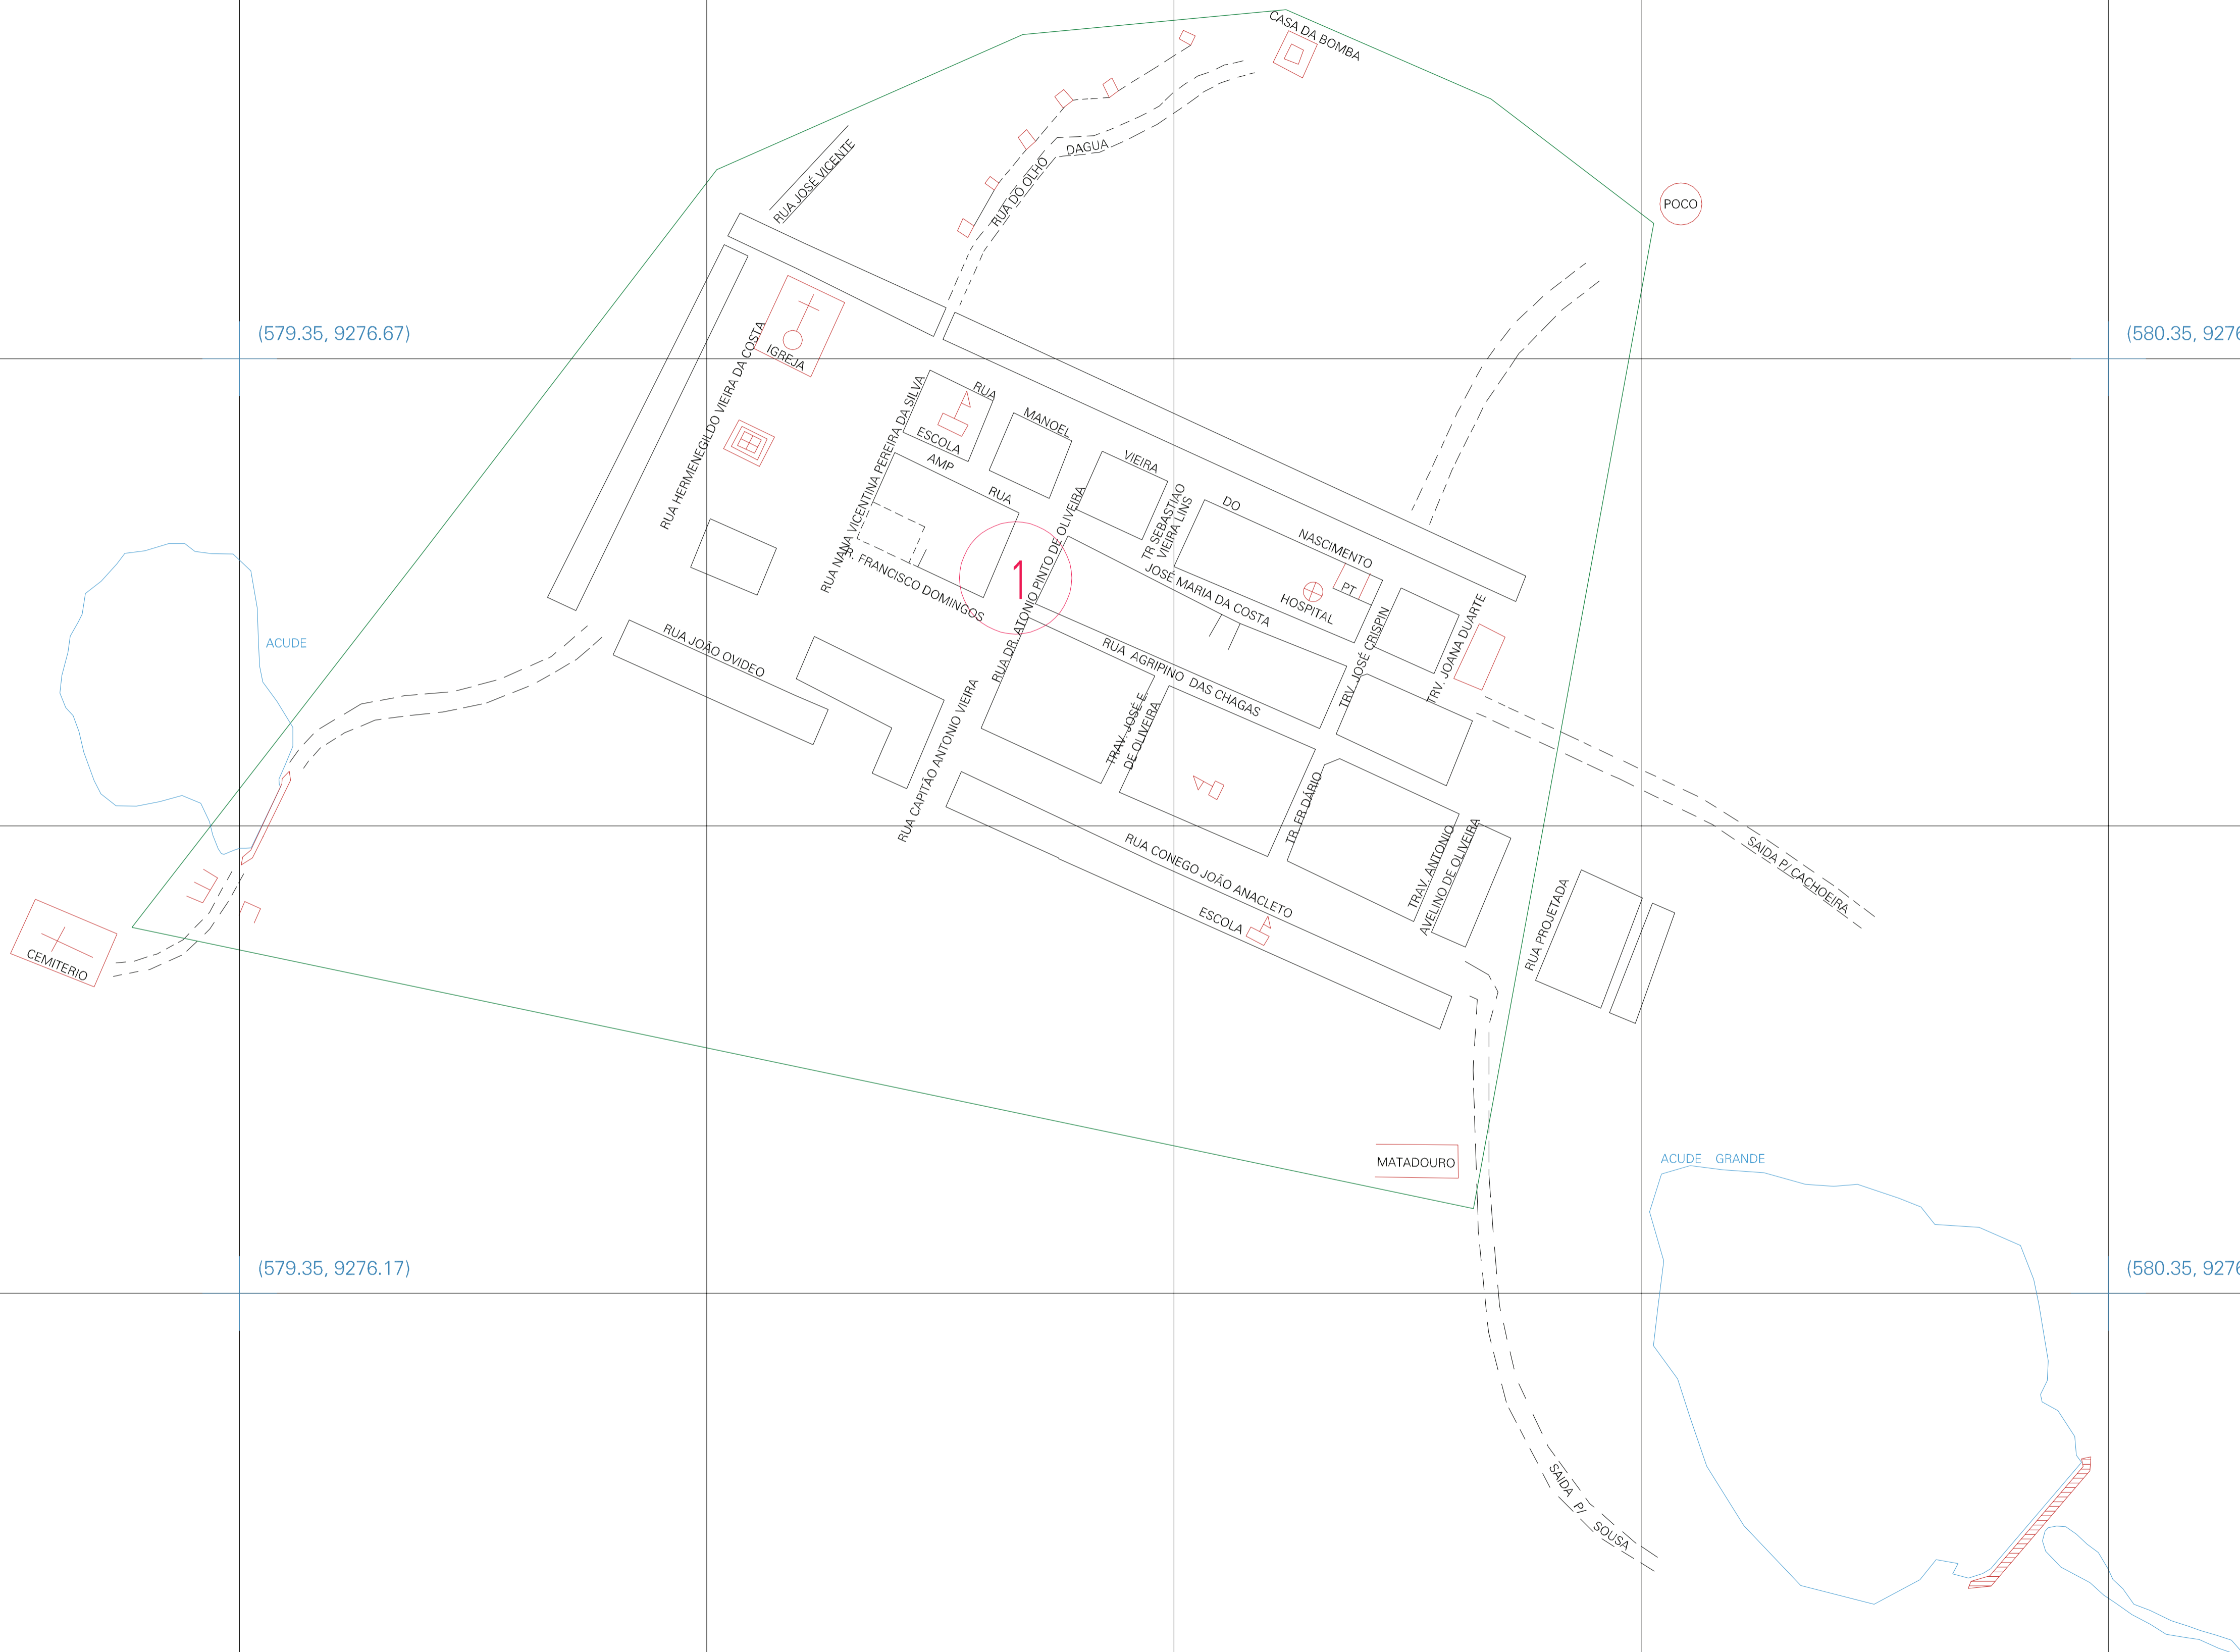 CASA DA BOMBA
RUA JOSÉ VICENTE
RUA DO OLHO
DAGUA
POCO
(579.35, 9276.67)
(580.35, 9276
RUA HERMENEGILDO VIEIRA DA COSTA
IGREJA
RUA NANA VICENTINA PEREIRA DA SILVA
RUA
MANOEL
VIEIRA
DO
NASCIMENTO
ESCOLA
AMP
RUA
TR SEBASTIAO
VIEIRA LINS
JOSE MARIA DA COSTA
HOSPITAL
PT
R. FRANCISCO DOMINGOS
1
RUA DR. ATONIO PINTO DE OLIVEIRA
TRV. JOSÉ CRISPIN
TRV. JOANA DUARTE
ACUDE
RUA JOÃO OVIDEO
RUA AGRIPINO DAS CHAGAS
RUA CAPITÃO ANTONIO VIEIRA
TRAV. JOSÉ E.
DE OLIVEIRA
TR. FR DÁRIO
TRAV. ANTONIO
AVELINO DE OLIVEIRA
SAIDA P/ CACHOEIRA
RUA CONEGO JOÃO ANACLETO
ESCOLA
RUA PROJETADA
CEMITERIO
MATADOURO
ACUDE GRANDE
(579.35, 9276.17)
(580.35, 9276
SAIDA P/ SOUSA